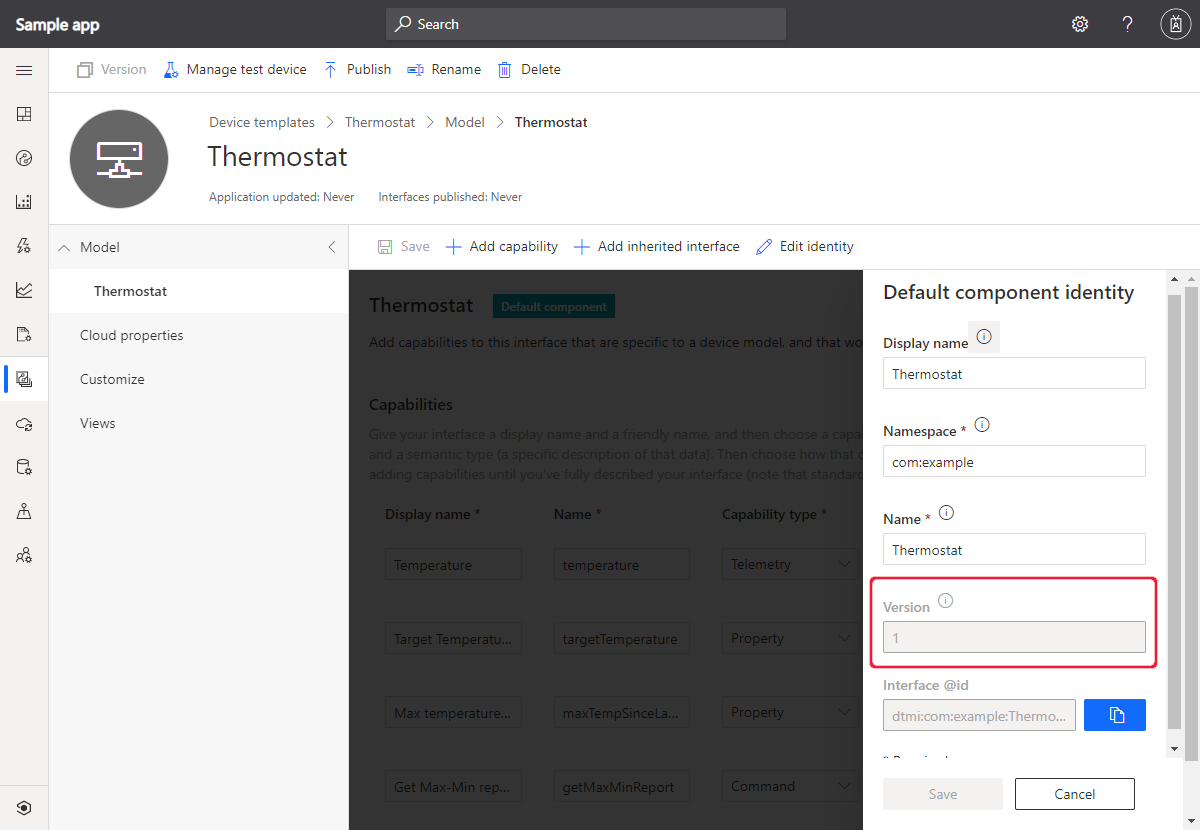 Sample app
Search
?
Version
Manage test device
Publish
Rename
Delete
Device templates > Thermostat > Model > Thermostat
Thermostat
Application updated: Never
Interfaces published: Never
Model
Thermostat
Cloud properties
Customize
Views
Save
Add capability
Add inherited interface
Edit identity
Thermostat
Default component
Add capabilities to this interface that are specific to a device model, and that wo
Capabilities
Give your interface a display name and a friendly name, and then choose a capa
and a semantic type (a specific description of that data). Then choose how that
adding capabilities until you've fully described your interface (note that standard
Display name * Name * Capability type *
Temperature temperature Telemetry
Target Temperatu... targetTemperature Property
Max temperature... maxTempSinceLa... Property
Get Max-Min rep... getMaxMinReport Command
Default component identity
Display name
Thermostat
Namespace *
com:example
Name *
Thermostat
Version
1
Interface @id
dtmi:com:example:Thermo...
Save
Cancel